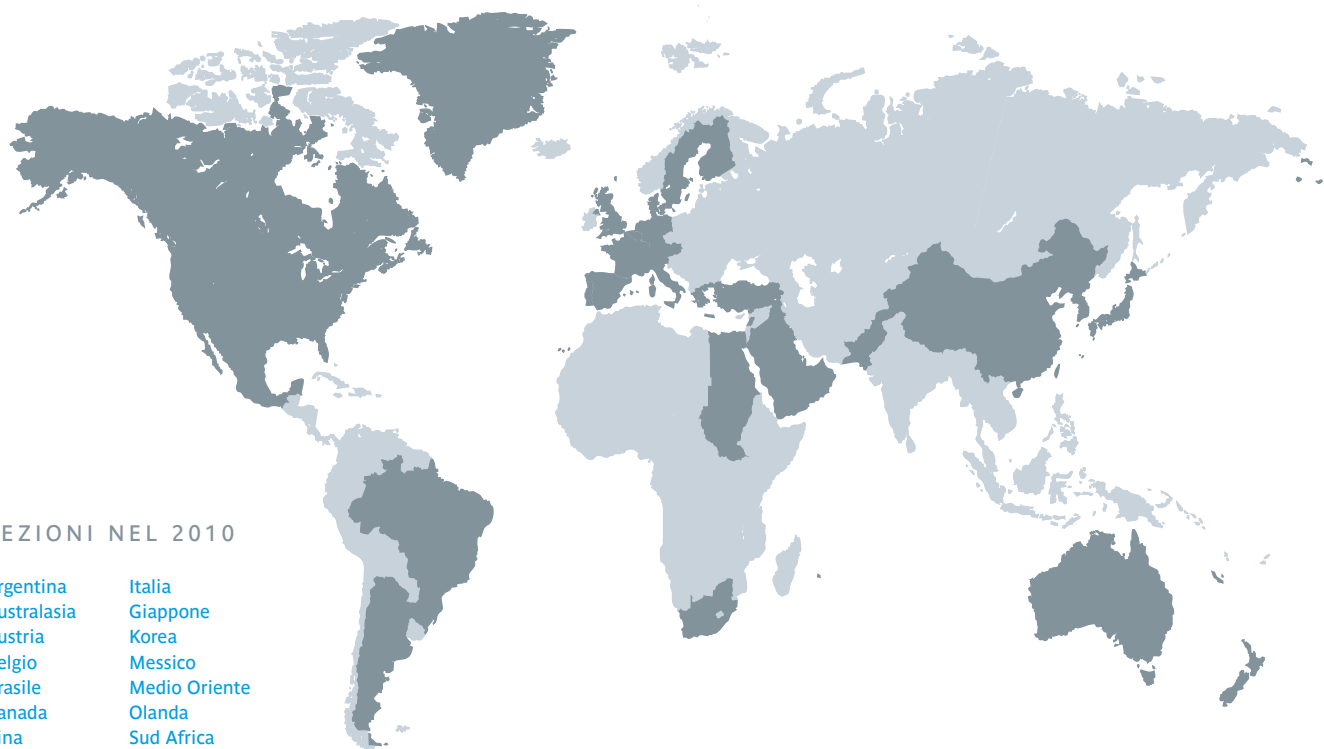 EZIONI NEL 2010
rgentina
ustralasia
ustria
elgio
rasile
anada
ina
Italia
Giappone
Korea
Messico
Medio Oriente
Olanda
Sud Africa